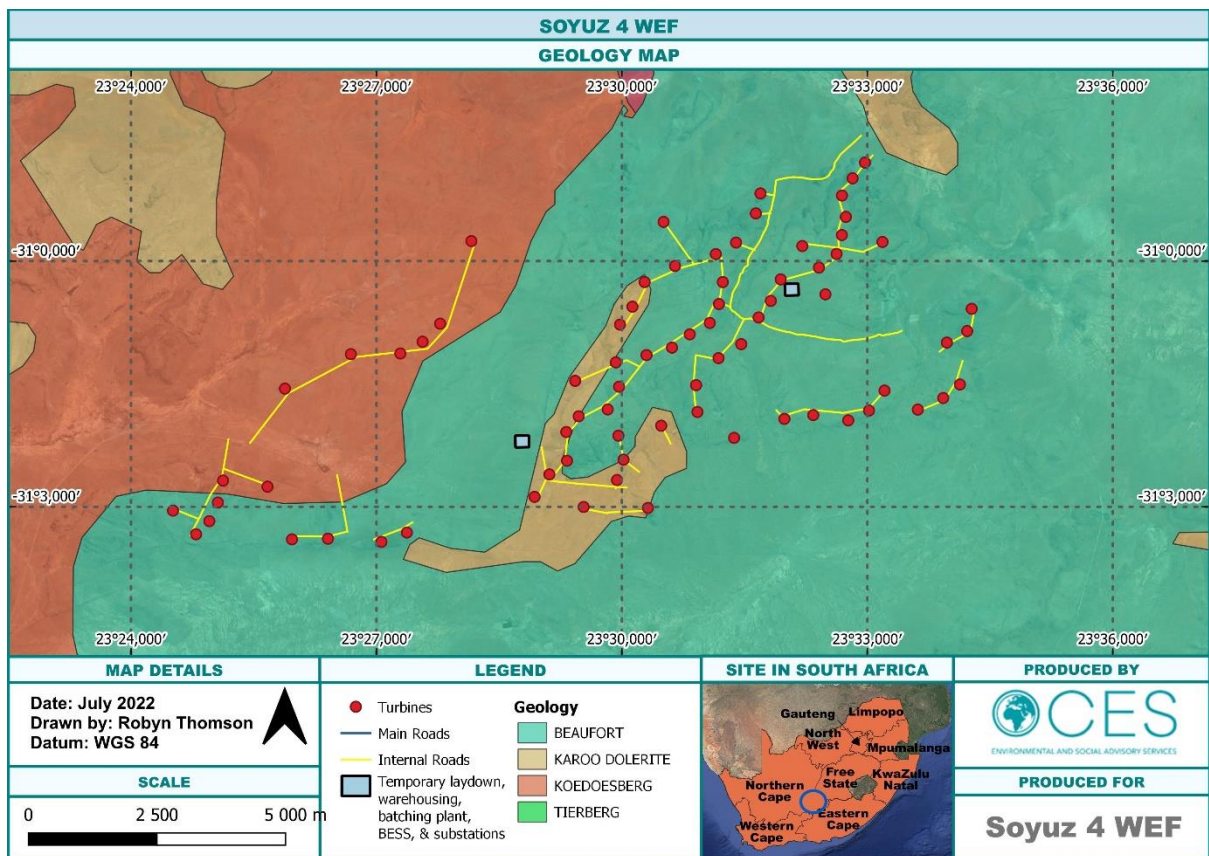 SOYUZ 4 WEF
GEOLOGY MAP
23°24,000' 23°27,000' 23°30,000' 23°33,000' 23°36,000'
-31°0,000' -31°0,000'
-31°3,000' -31°3,000'
23°24,000' 23°27,000' 23°30,000' 23°33,000' 23°36,000'
MAP DETAILS
Date: July 2022
Drawn by: Robyn Thomson
Datum: WGS 84
SCALE
0 2 500 5 000 m
LEGEND
Turbines
Main Roads
Internal Roads
Temporary laydown,
warehousing,
batching plant,
BESS, & substations
Geology
BEAUFORT
KAROO DOLERITE
KOEDOESBERG
TIERBERG
SITE IN SOUTH AFRICA
Limpopo
Gauteng
North
West
Mpumalanga
Free
State
KwaZulu
Natal
Northern
Cape
Eastern
Cape
Western
Cape
PRODUCED BY
CES
ENVIRONMENTAL AND SOCIAL ADVISORY SERVICES
PRODUCED FOR
Soyuz 4 WEF